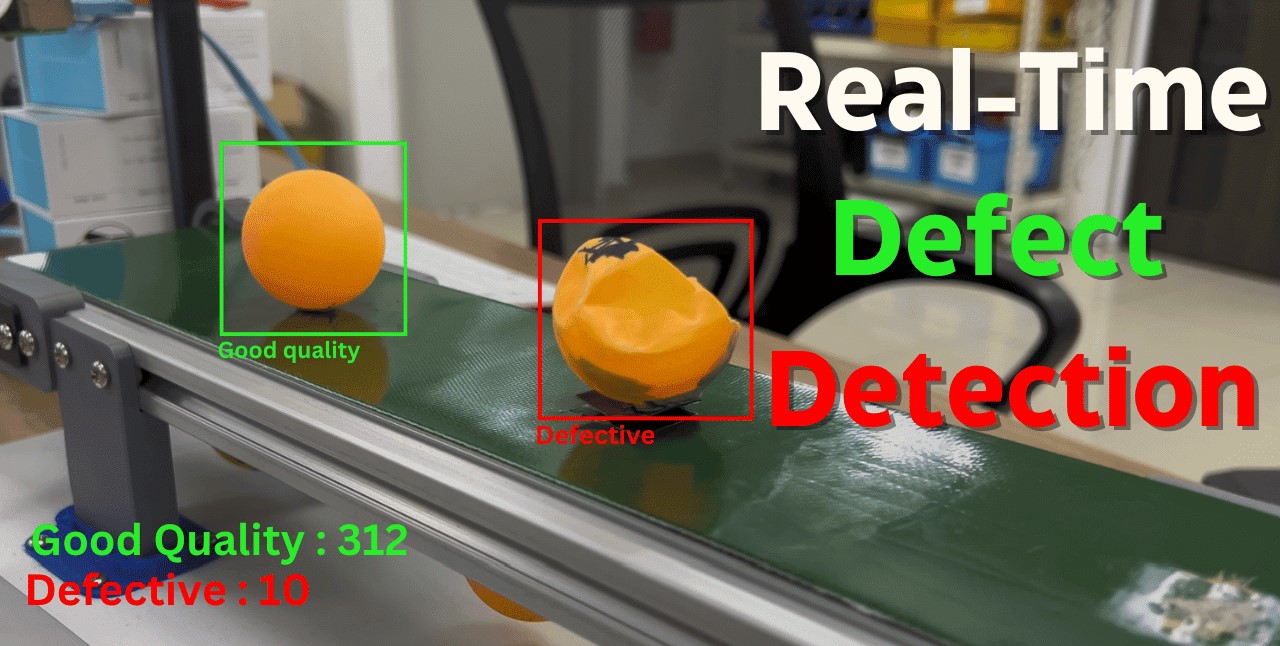 Real-Time
Defect
Detection
Good quality
Defective
Good Quality : 312
Defective : 10